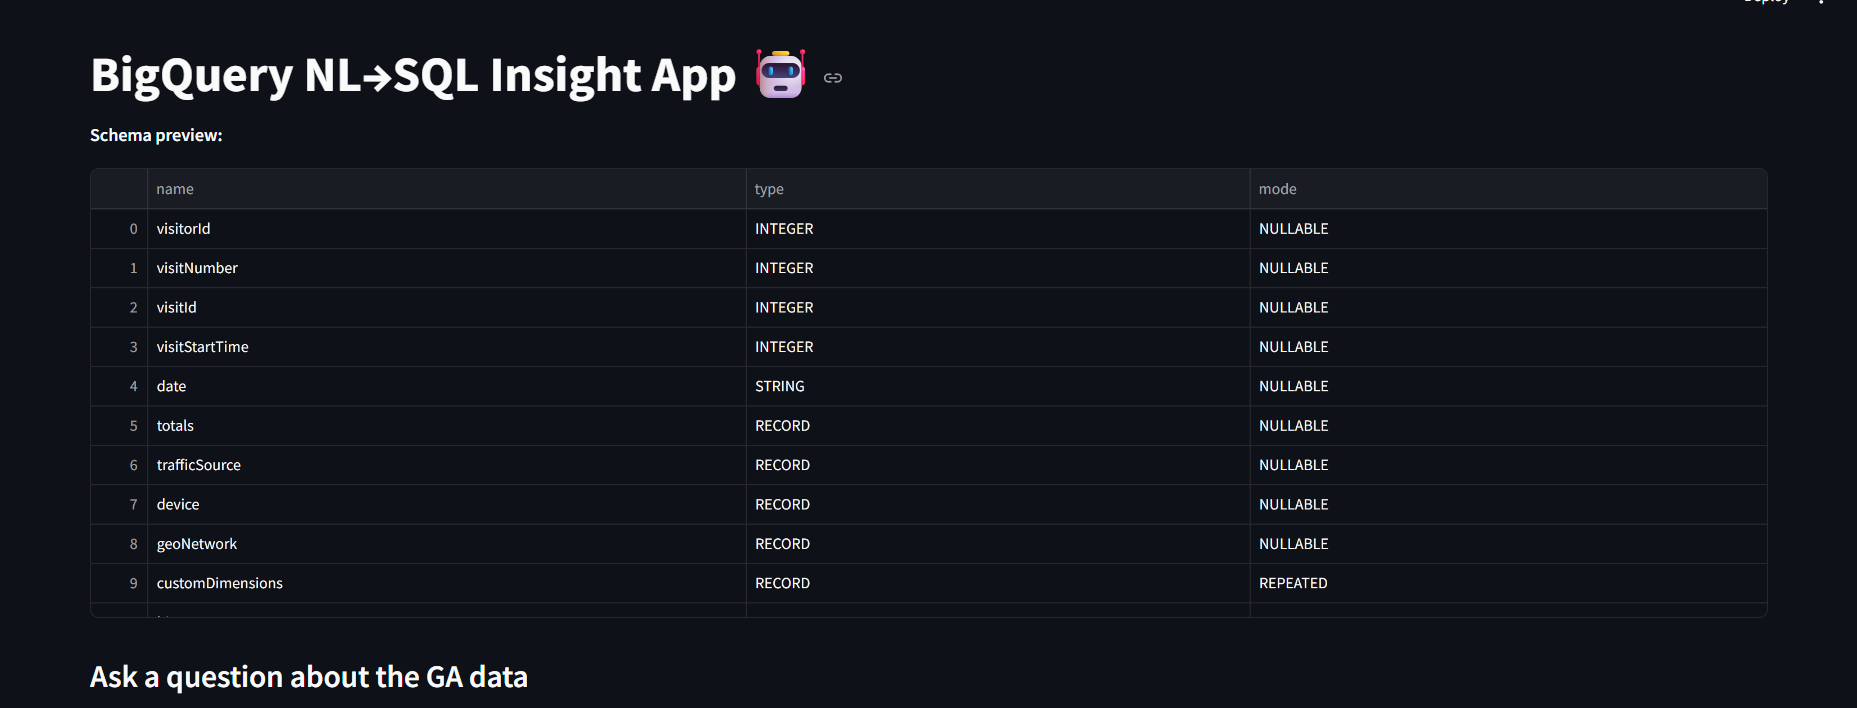 Deploy
BigQuery NL→SQL Insight App
Schema preview:
name type mode
0 visitorId INTEGER NULLABLE
1 visitNumber INTEGER NULLABLE
2 visitId INTEGER NULLABLE
3 visitStartTime INTEGER NULLABLE
4 date STRING NULLABLE
5 totals RECORD NULLABLE
6 trafficSource RECORD NULLABLE
7 device RECORD NULLABLE
8 geoNetwork RECORD NULLABLE
9 customDimensions RECORD REPEATED
Ask a question about the GA data